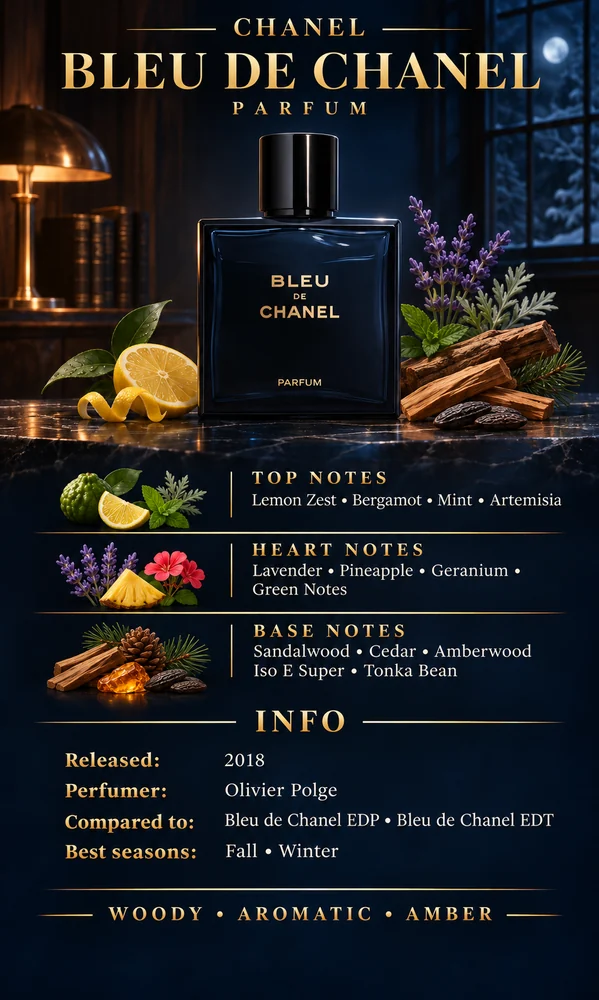 CHANEL
BLEU DE CHANEL
PARFUM
BLEU
DE
CHANEL
PARFUM
TOP NOTES
Lemon Zest • Bergamot • Mint • Artemisia
HEART NOTES
Lavender • Pineapple • Geranium •
Green Notes
BASE NOTES
Sandalwood • Cedar • Amberwood
Iso E Super • Tonka Bean
INFO
Released: 2018
Perfumer: Olivier Polge
Compared to: Bleu de Chanel EDP • Bleu de Chanel EDT
Best seasons: Fall • Winter
WOODY • AROMATIC • AMBER